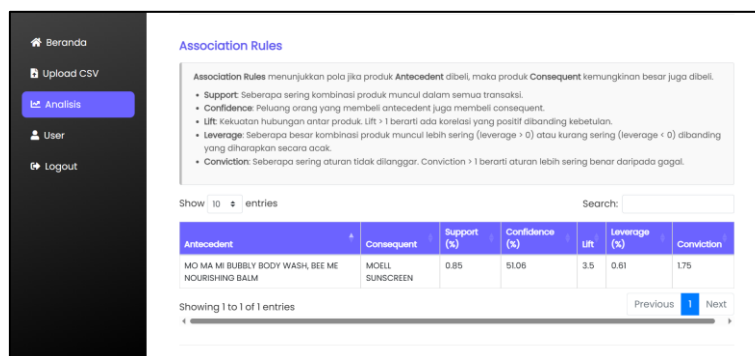 Beranda
Upload CSV
Analisis
User
Logout
Association Rules
Association Rules menunjukkan pola jika produk Antecedent dibeli, maka produk Consequent kemungkinan besar juga dibeli.
• Support: Seberapa sering kombinasi produk muncul dalam semua transaksi.
• Confidence: Peluang orang yang membeli antecedent juga membeli consequent.
• Lift: Kekuatan hubungan antar produk. Lift > 1 berarti ada korelasi yang positif dibanding kebetulan.
• Leverage: Seberapa besar kombinasi produk muncul lebih sering (leverage > 0) atau kurang sering (leverage < 0) dibanding
yang diharapkan secara acak.
• Conviction: Seberapa sering aturan tidak dilanggar. Conviction > 1 berarti aturan lebih sering benar daripada gagal.
Show 10 entries Search:
Antecedent Consequent Support (%) Confidence (%) Lift Leverage (%) Conviction
MO MA MI BUBBLY BODY WASH, BEE ME NOURISHING BALM MOELL SUNSCREEN 0.85 51.06 3.5 0.61 1.75
Showing 1 to 1 of 1 entries Previous 1 Next